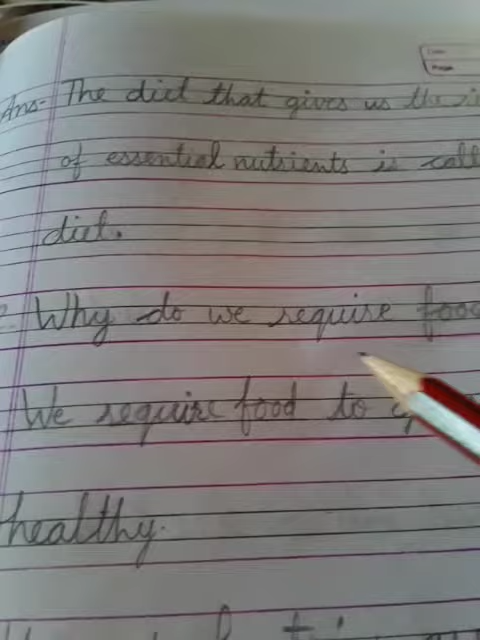 Ans- The diet that gives us the
of essential nutrients is
diet.
Why do we require food
We require food to
healthy.